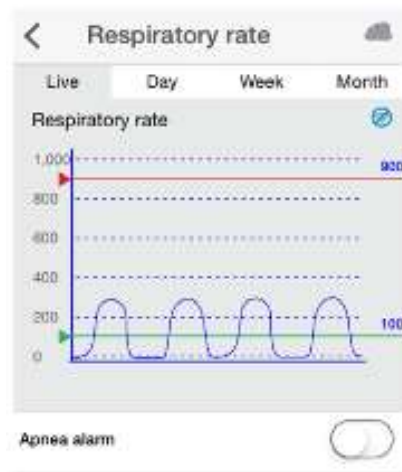 Respiratory rate
Live Day Week Month
Respiratory rate
1,000
900
800
600
400
200
100
0
Apnea alarm